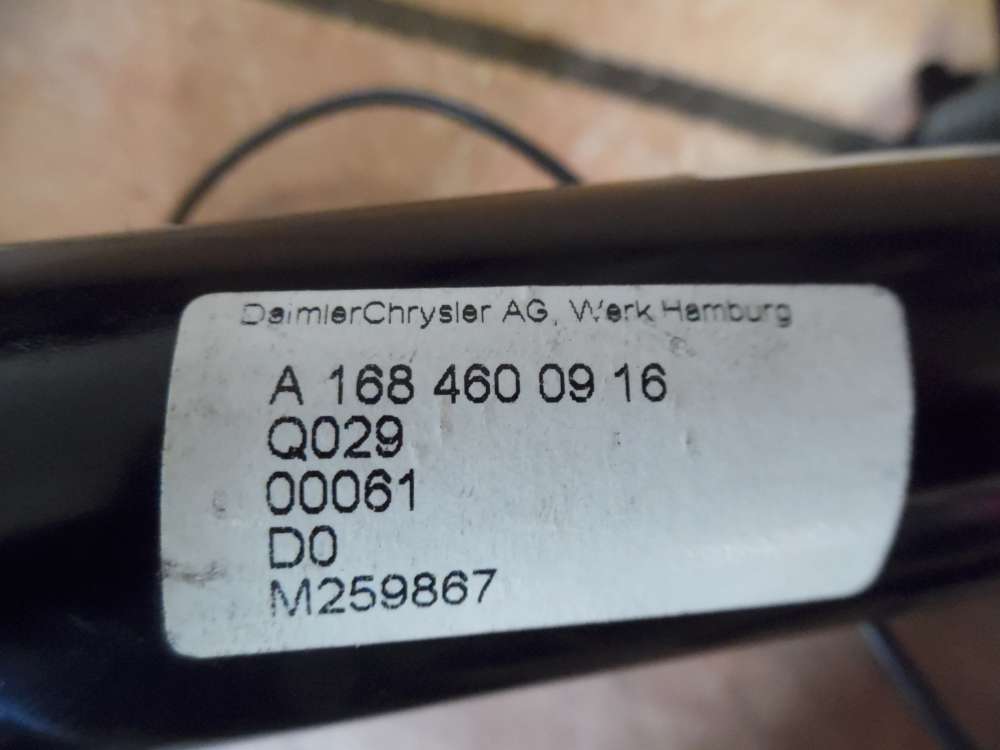 DaimlerChrysler AG, Werk Hamburg
A 168 460 09 16
Q029
00061
D0
M259867